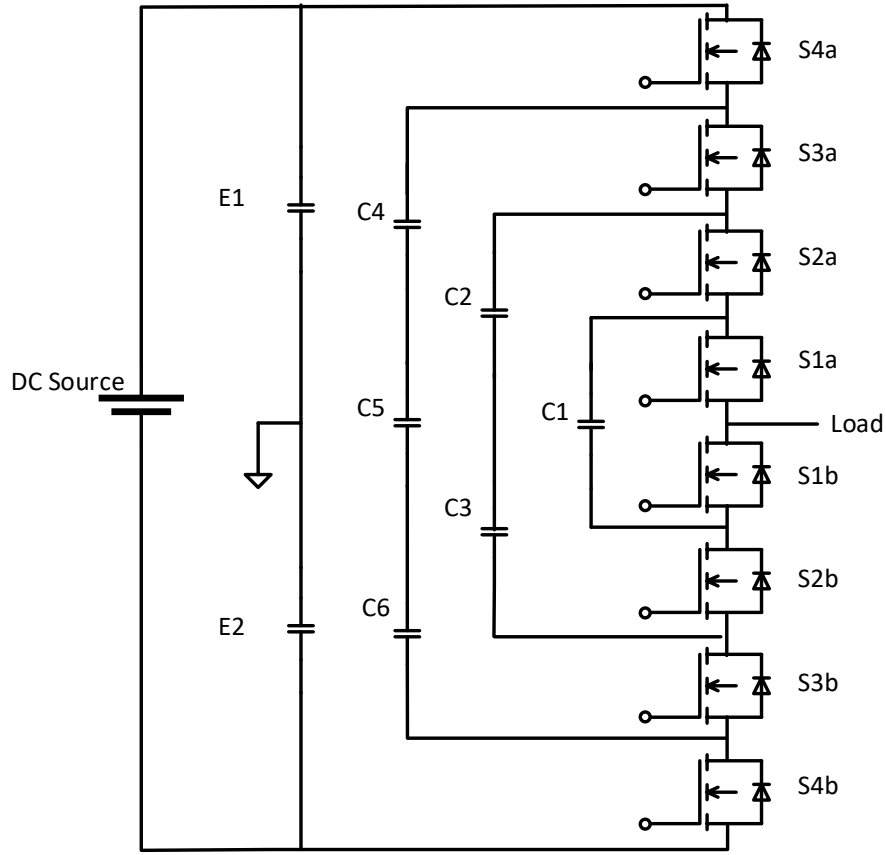 S4a
S3a
E1
C4
S2a
C2
S1a
DC Source
C5
C1
Load
S1b
C3
S2b
C6
E2
S3b
S4b